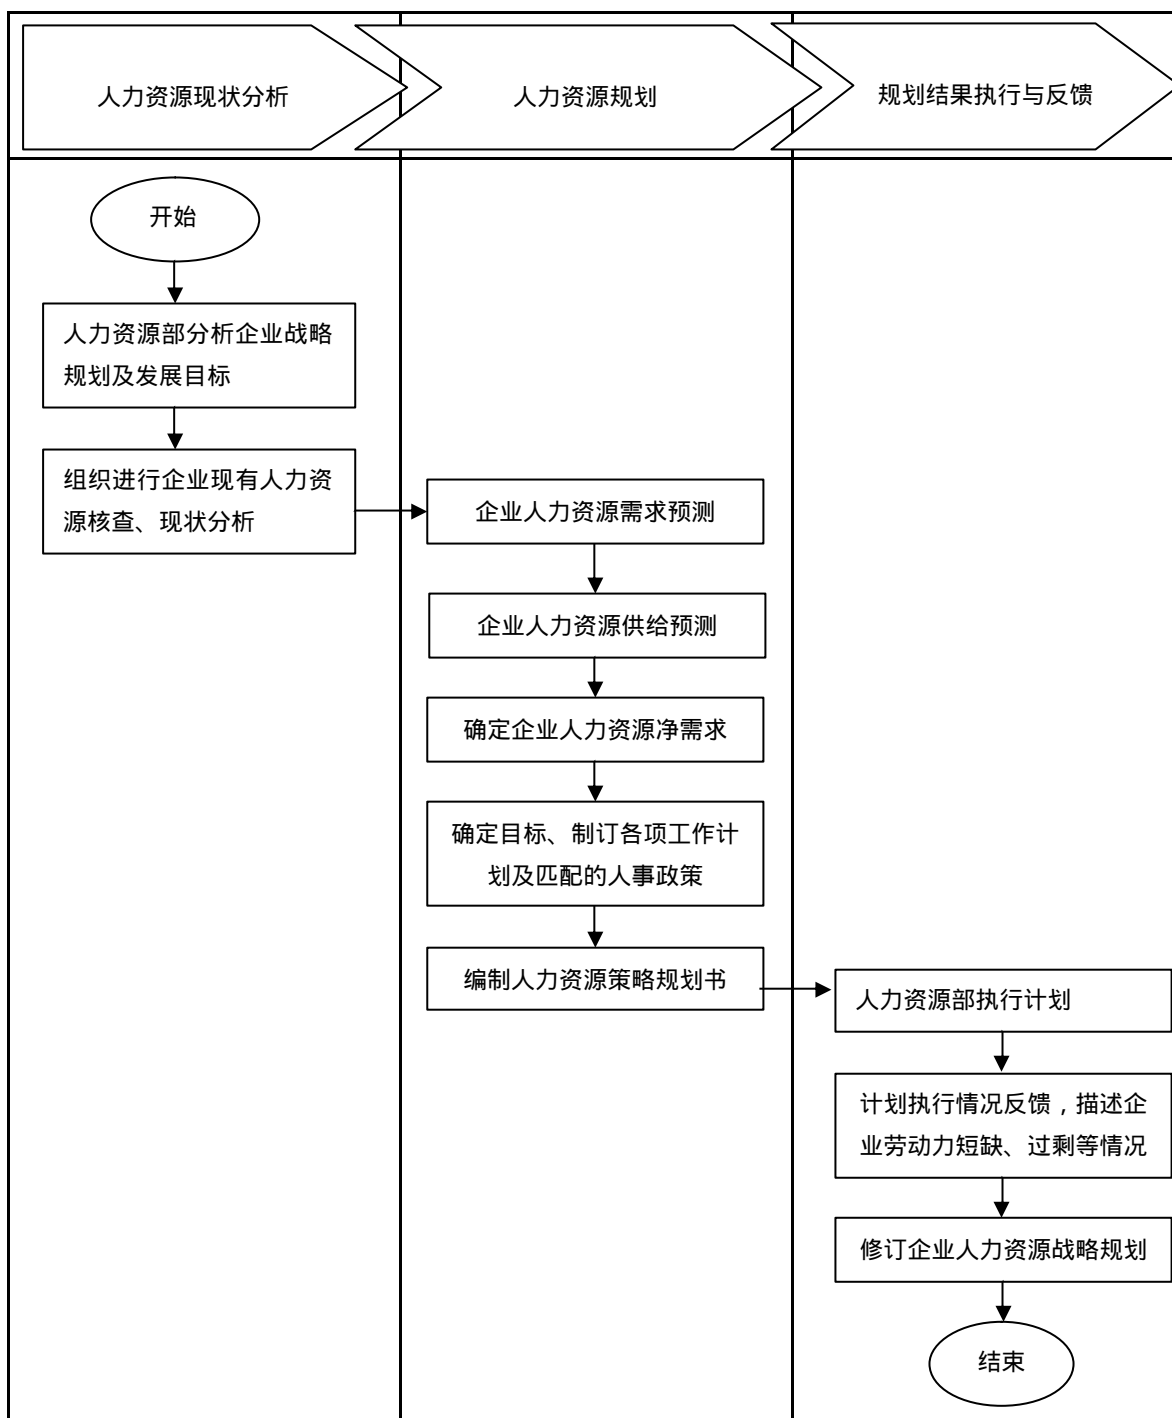 人力资源现状分析
人力资源规划
规划结果执行与反馈
开始
人力资源部分析企业战略
规划及发展目标
组织进行企业现有人力资
源核查、现状分析
企业人力资源需求预测
企业人力资源供给预测
确定企业人力资源净需求
确定目标、制订各项工作计
划及匹配的人事政策
编制人力资源策略规划书
人力资源部执行计划
计划执行情况反馈，描述企
业劳动力短缺、过剩等情况
修订企业人力资源战略规划
结束